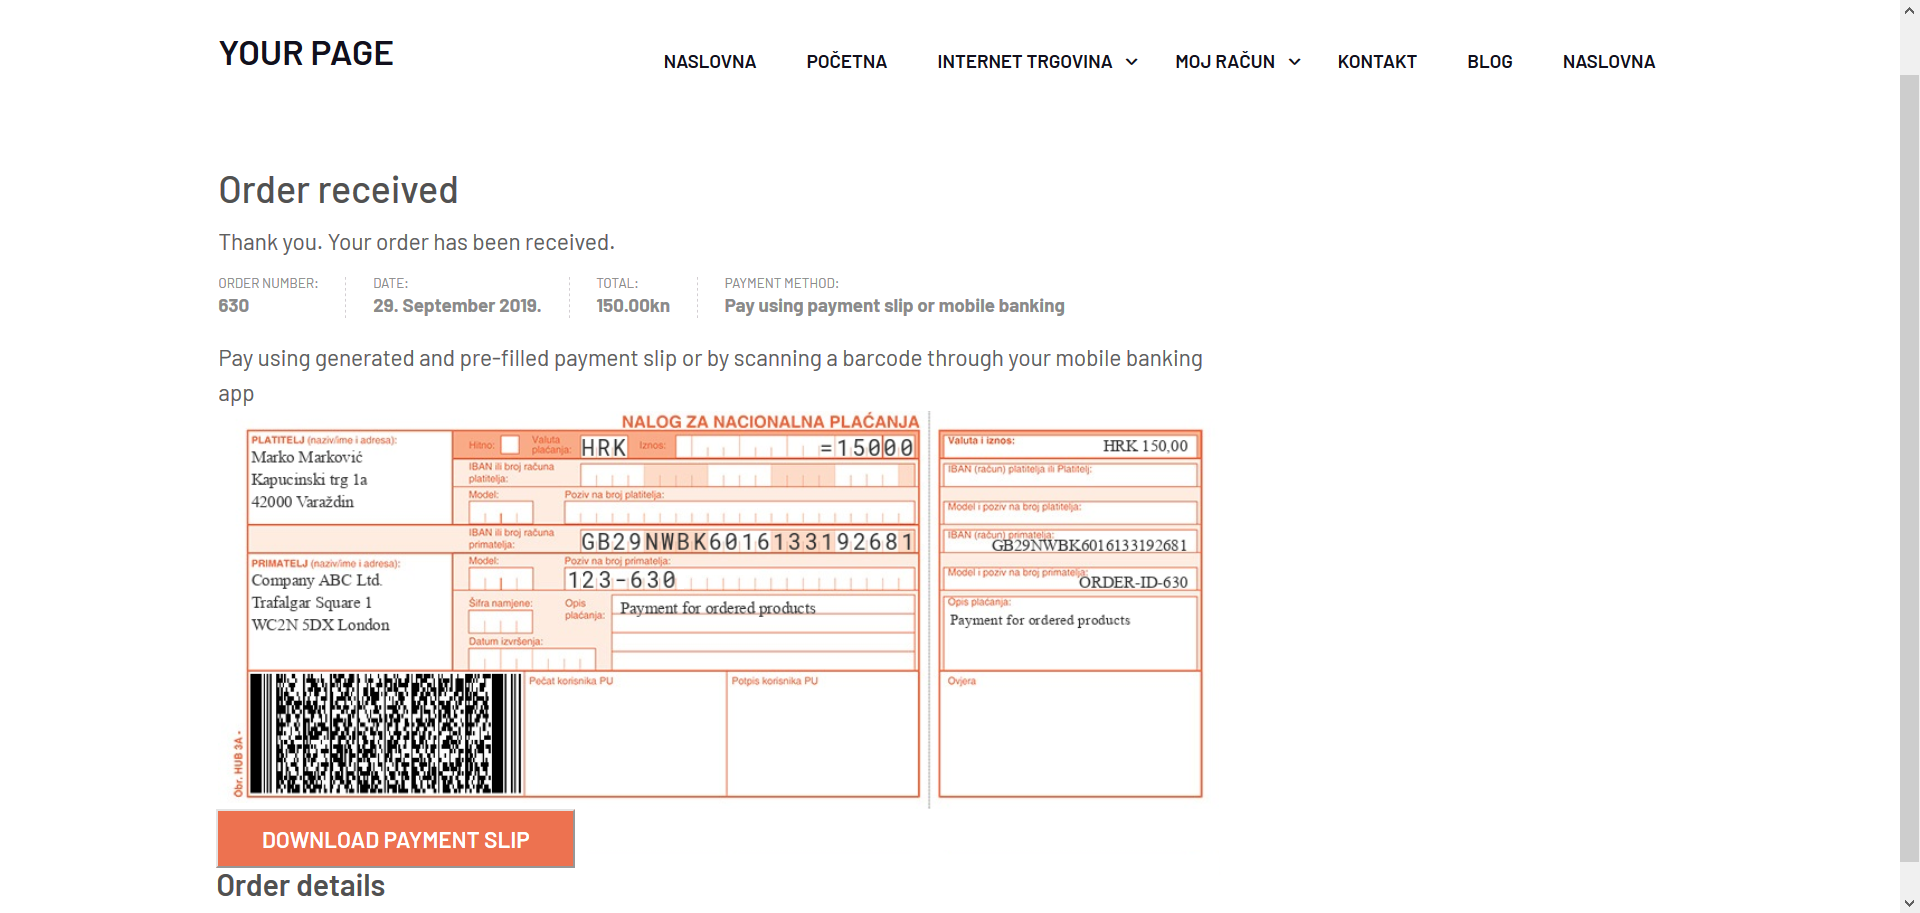 YOUR PAGE
NASLOVNA POČETNA INTERNET TRGOVINA MOJ RAČUN KONTAKT BLOG NASLOVNA
Order received
Thank you. Your order has been received.
ORDER NUMBER: DATE: TOTAL: PAYMENT METHOD:
630 29. September 2019. 150.00kn Pay using payment slip or mobile banking
Pay using generated and pre-filled payment slip or by scanning a barcode through your mobile banking
app
NALOG ZA NACIONALNA PLAĆANJA
PLATITELJ (naziv/ime i adresa):
Marko Marković
Kapucinski trg 1a
42000 Varaždin
Hitno: Valuta plaćanja: HRK Iznos: =15000
IBAN ili broj računa
platitelja:
Model: Poziv na broj platitelja:
IBAN ili broj računa
primatelja: GB29NWBK6016133192681
PRIMATELJ (naziv/ime i adresa):
Company ABC Ltd.
Trafalgar Square 1
WC2N 5DX London
Model: Poziv na broj primatelja:
123-630
Šifra namjene: Opis plaćanja: Payment for ordered products
Datum izvršenja:
Pečat korisnika PU Potpis korisnika PU
Obr. HUB 3A -
Valuta i iznos: HRK 150,00
IBAN (račun) platitelja ili Platitelj:
Model i poziv na broj platitelja:
IBAN (račun) primatelja:
GB29NWBK6016133192681
Model i poziv na broj primatelja:
ORDER-ID-630
Opis plaćanja:
Payment for ordered products
Ovjera
DOWNLOAD PAYMENT SLIP
Order details